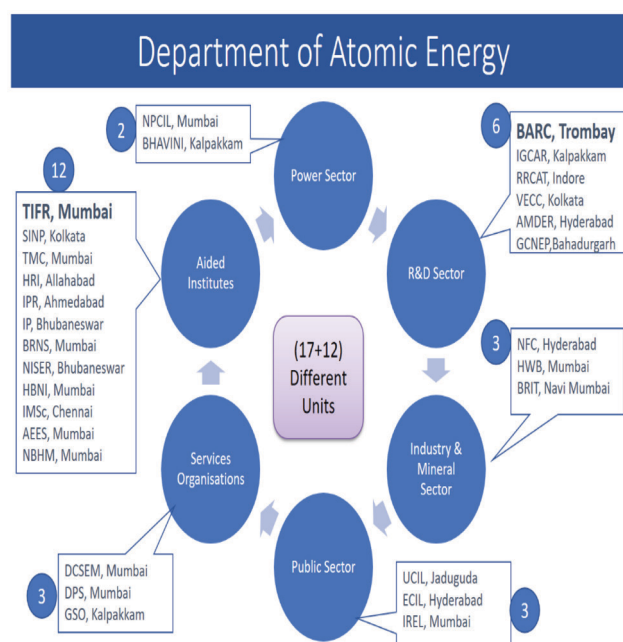 Department of Atomic Energy
2
NPCIL, Mumbai
BHAVINI, Kalpakkam
Power Sector
6
BARC, Trombay
IGCAR, Kalpakkam
RRCAT, Indore
VECC, Kolkata
AMDER, Hyderabad
GCNEP,Bahadurgarh
R&D Sector
3
NFC, Hyderabad
HWB, Mumbai
BRIT, Navi Mumbai
Industry &
Mineral
Sector
3
UCIL, Jaduguda
ECIL, Hyderabad
IREL, Mumbai
Public Sector
3
DCSEM, Mumbai
DPS, Mumbai
GSO, Kalpakkam
Services
Organisations
12
TIFR, Mumbai
SINP, Kolkata
TMC, Mumbai
HRI, Allahabad
IPR, Ahmedabad
IP, Bhubaneswar
BRNS, Mumbai
NISER, Bhubaneswar
HBNI, Mumbai
IMSc, Chennai
AEES, Mumbai
NBHM, Mumbai
Aided
Institutes
(17+12)
Different
Units